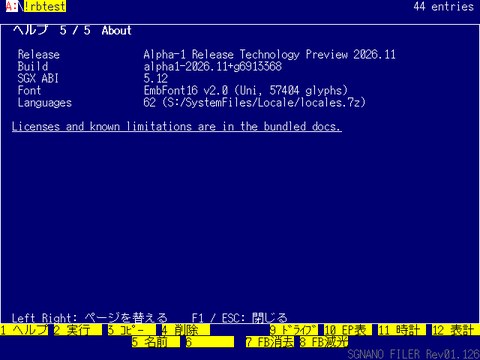 A:\!rbtest 44 entries
ヘルプ 5 / 5 About
Release Alpha-1 Release Technology Preview 2026.11
Build alpha1-2026.11+g6913368
SGX ABI 5.12
Font EmbFont16 v2.0 (Uni, 57404 glyphs)
Languages 62 (S:/SystemFiles/Locale/locales.7z)
Licenses and known limitations are in the bundled docs.
Left Right: ページを替える F1 / ESC: 閉じる
1 ヘルプ 2 実行 3 ｺﾋﾟｰ 4 削除 9 ﾄﾞﾗｲﾌﾞ 10 EP表 11 時計 12 表計
5 名前 6 7 FB消去 8 FB減光
SGNANO FILER Rev01.126